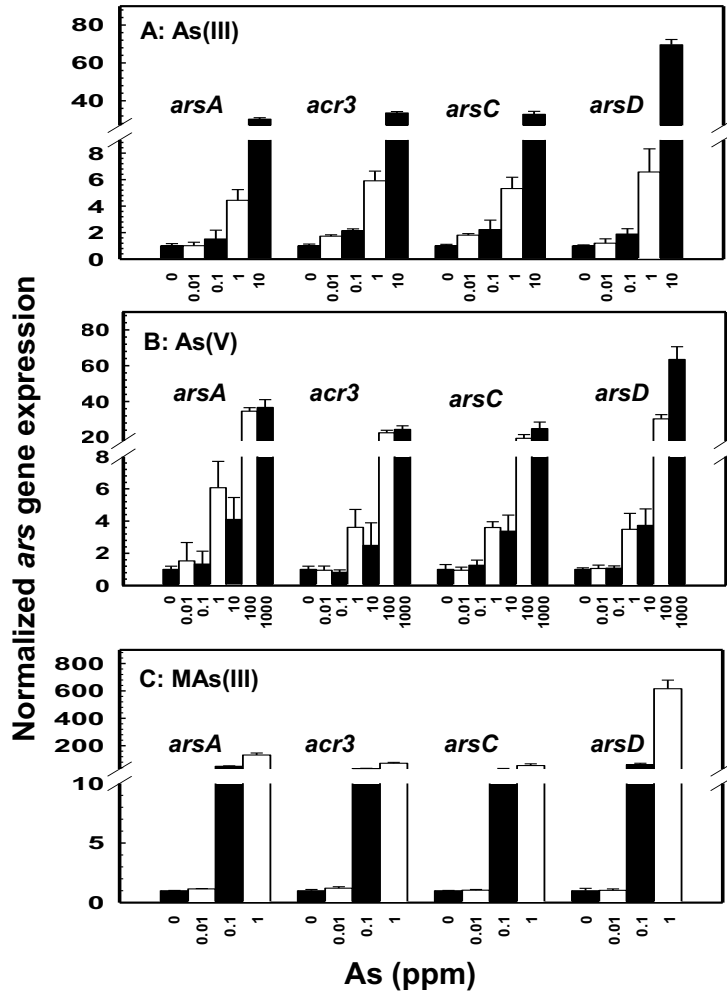 Normalized ars gene expression
A: As(III)
80
60
40
arsA acr3 arsC arsD
8
6
4
2
0
0 0.01 0.1 1 10 0 0.01 0.1 1 10 0 0.01 0.1 1 10 0 0.01 0.1 1 10
B: As(V)
80
60
40
20
arsA acr3 arsC arsD
8
6
4
2
0
0 0.01 0.1 1 10 100 1000 0 0.01 0.1 1 10 100 1000 0 0.01 0.1 1 10 100 1000 0 0.01 0.1 1 10 100 1000
C: MAs(III)
800
600
400
200
arsA acr3 arsC arsD
10
5
0
0 0.01 0.1 1 0 0.01 0.1 1 0 0.01 0.1 1 0 0.01 0.1 1
As (ppm)